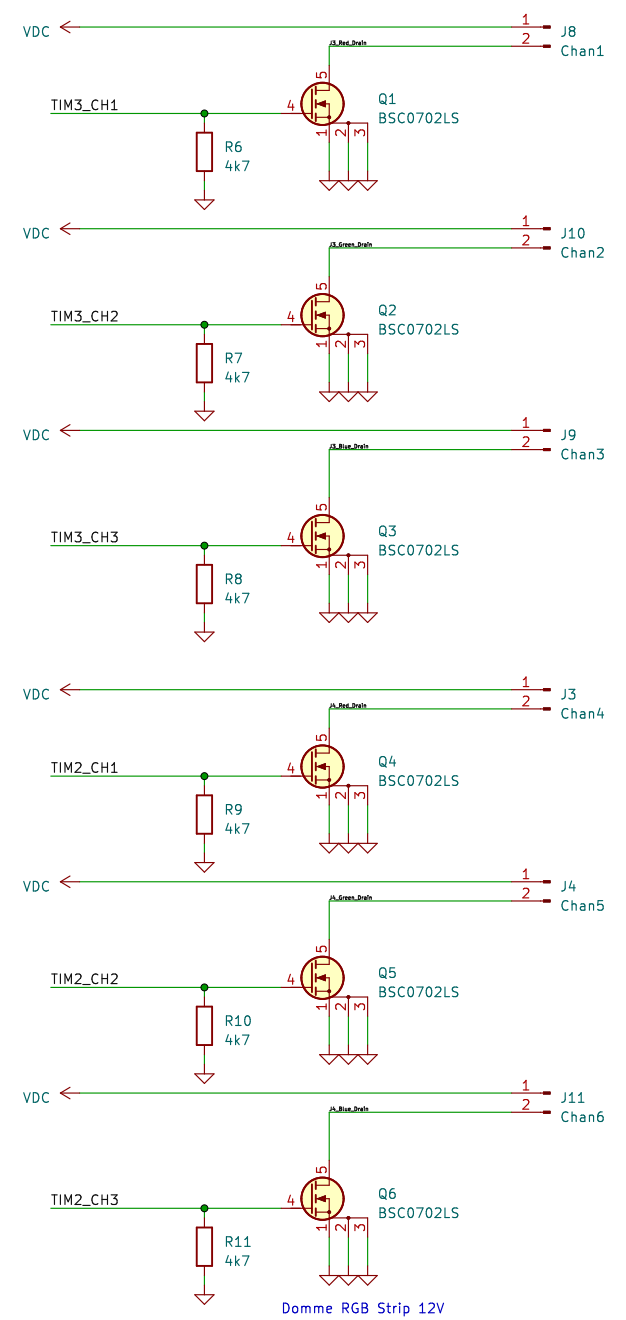 VDC
1
J8
2
Chan1
J3_Red_Drain
5
Q1
TIM3_CH1
4
BSC0702LS
1
2
3
R6
4k7
VDC
1
J10
2
Chan2
J3_Green_Drain
5
Q2
TIM3_CH2
4
BSC0702LS
1
2
3
R7
4k7
VDC
1
J9
2
Chan3
J3_Blue_Drain
5
Q3
TIM3_CH3
4
BSC0702LS
1
2
3
R8
4k7
VDC
1
J3
2
Chan4
J4_Red_Drain
5
Q4
TIM2_CH1
4
BSC0702LS
1
2
3
R9
4k7
VDC
1
J4
2
Chan5
J4_Green_Drain
5
Q5
TIM2_CH2
4
BSC0702LS
1
2
3
R10
4k7
VDC
1
J11
2
Chan6
J4_Blue_Drain
5
Q6
TIM2_CH3
4
BSC0702LS
1
2
3
R11
4k7
Domme RGB Strip 12V